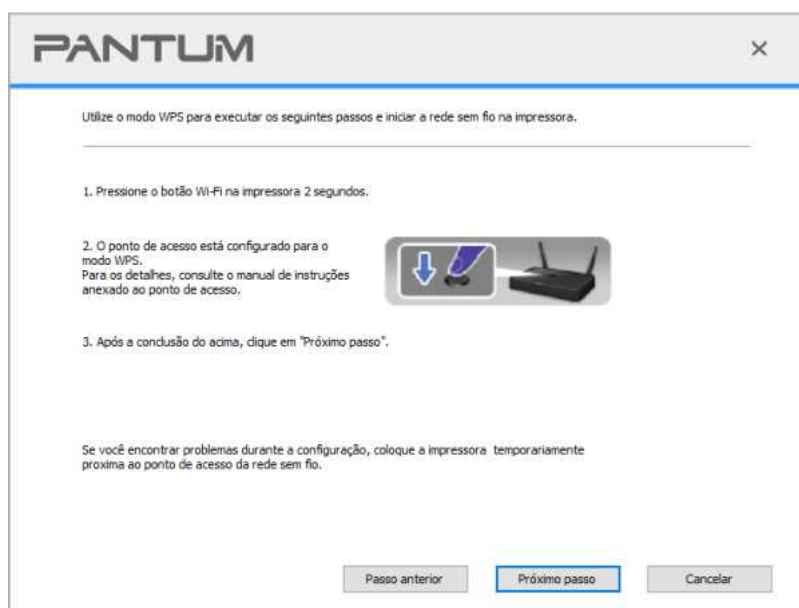 PANTUM
Utilize o modo WPS para executar os seguintes passos e iniciar a rede sem fio na impressora.
1. Pressione o botão Wi-Fi na impressora 2 segundos.
2. O ponto de acesso está configurado para o
modo WPS.
Para os detalhes, consulte o manual de instruções
anexado ao ponto de acesso.
3. Após a conclusão do acima, clique em "Próximo passo".
Se você encontrar problemas durante a configuração, coloque a impressora temporariamente
proxima ao ponto de acesso da rede sem fio.
Passo anterior
Próximo passo
Cancelar